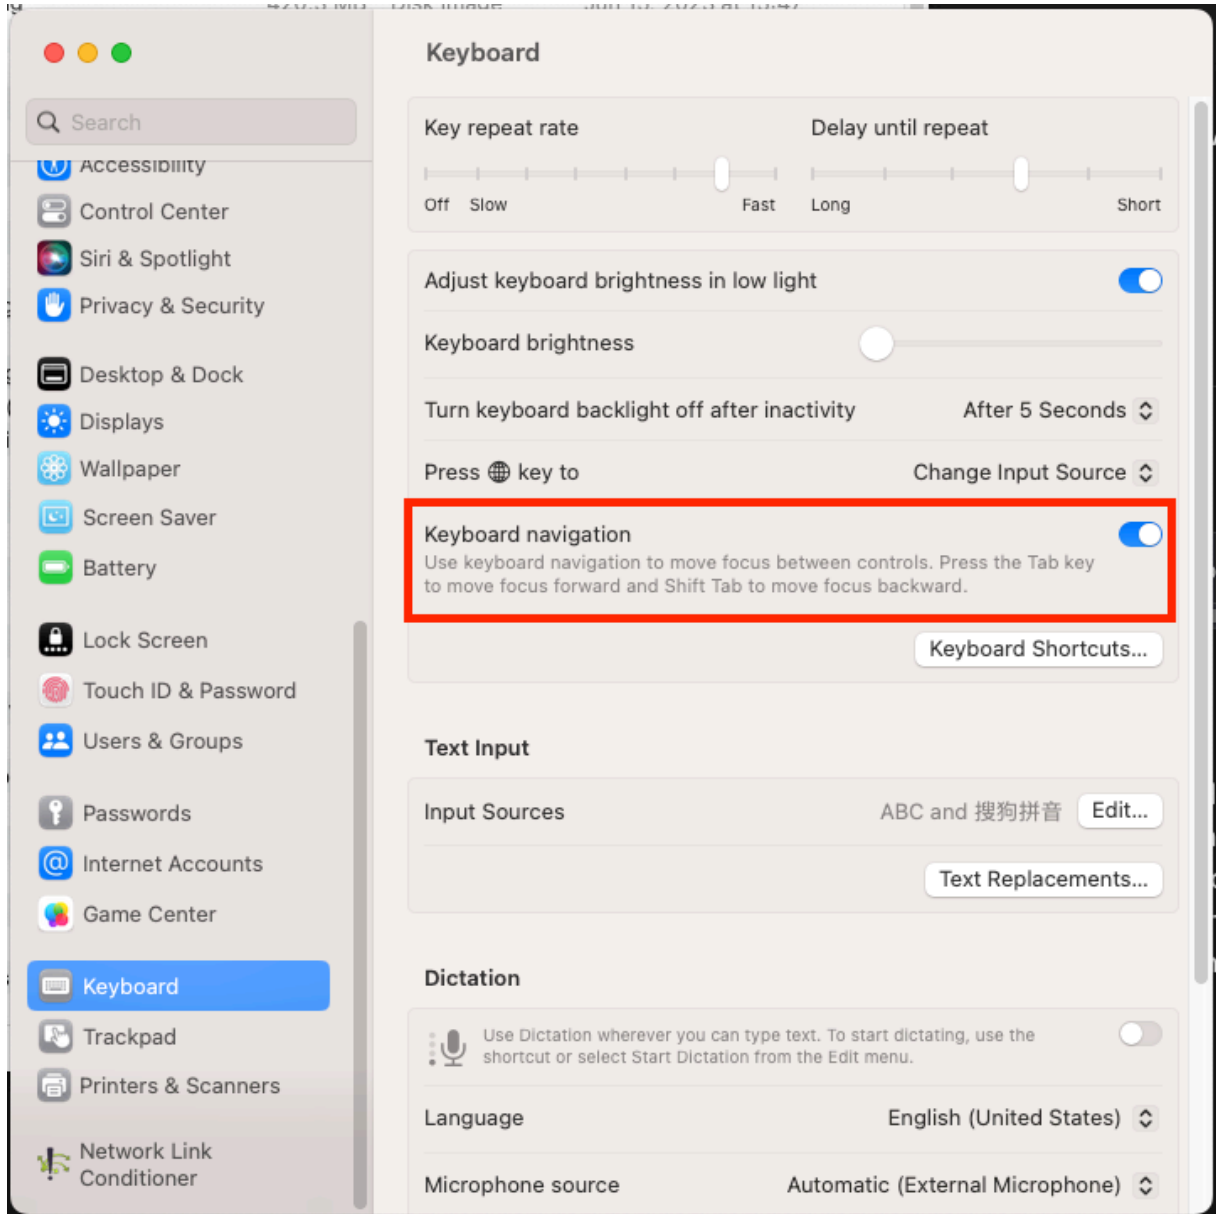 Keyboard
Search
Accessibility
Control Center
Siri & Spotlight
Privacy & Security
Desktop & Dock
Displays
Wallpaper
Screen Saver
Battery
Lock Screen
Touch ID & Password
Users & Groups
Passwords
Internet Accounts
Game Center
Keyboard
Trackpad
Printers & Scanners
Network Link
Conditioner
Key repeat rate
Delay until repeat
Off Slow Fast
Long Short
Adjust keyboard brightness in low light
Keyboard brightness
Turn keyboard backlight off after inactivity After 5 Seconds
Press key to Change Input Source
Keyboard navigation
Use keyboard navigation to move focus between controls. Press the Tab key
to move focus forward and Shift Tab to move focus backward.
Keyboard Shortcuts...
Text Input
Input Sources ABC and 搜狗拼音 Edit...
Text Replacements...
Dictation
Use Dictation wherever you can type text. To start dictating, use the
shortcut or select Start Dictation from the Edit menu.
Language English (United States)
Microphone source Automatic (External Microphone)